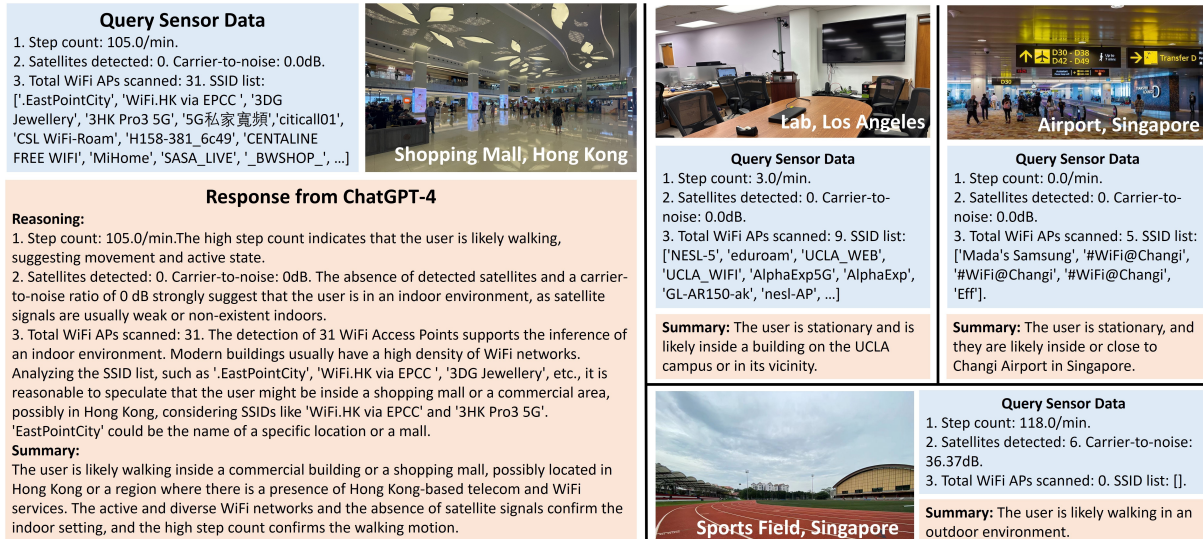 Query Sensor Data
1. Step count: 105.0/min.
2. Satellites detected: 0. Carrier-to-noise: 0.0dB.
3. Total WiFi APs scanned: 31. SSID list:
['.EastPointCity', 'WiFi.HK via EPCC ', '3DG
Jewellery', '3HK Pro3 5G', '5G私家寬頻','citicall01',
'CSL WiFi-Roam', 'H158-381_6c49', 'CENTALINE
FREE WIFI', 'MiHome', 'SASA_LIVE', '_BWSHOP_', ...]
Shopping Mall, Hong Kong
Response from ChatGPT-4
Reasoning:
1. Step count: 105.0/min.The high step count indicates that the user is likely walking,
suggesting movement and active state.
2. Satellites detected: 0. Carrier-to-noise: 0dB. The absence of detected satellites and a carrier-
to-noise ratio of 0 dB strongly suggest that the user is in an indoor environment, as satellite
signals are usually weak or non-existent indoors.
3. Total WiFi APs scanned: 31. The detection of 31 WiFi Access Points supports the inference of
an indoor environment. Modern buildings usually have a high density of WiFi networks.
Analyzing the SSID list, such as '.EastPointCity', 'WiFi.HK via EPCC ', '3DG Jewellery', etc., it is
reasonable to speculate that the user might be inside a shopping mall or a commercial area,
possibly in Hong Kong, considering SSIDs like 'WiFi.HK via EPCC' and '3HK Pro3 5G'.
'EastPointCity' could be the name of a specific location or a mall.
Summary:
The user is likely walking inside a commercial building or a shopping mall, possibly located in
Hong Kong or a region where there is a presence of Hong Kong-based telecom and WiFi
services. The active and diverse WiFi networks and the absence of satellite signals confirm the
indoor setting, and the high step count confirms the walking motion.
Lab, Los Angeles
Query Sensor Data
1. Step count: 3.0/min.
2. Satellites detected: 0. Carrier-to-
noise: 0.0dB.
3. Total WiFi APs scanned: 9. SSID list:
['NESL-5', 'eduroam', 'UCLA_WEB',
'UCLA_WIFI', 'AlphaExp5G', 'AlphaExp',
'GL-AR150-ak', 'nesl-AP', ...]
Summary: The user is stationary and is
likely inside a building on the UCLA
campus or in its vicinity.
D30 - D38
D42 - D49
Transfer D
D30
Airport, Singapore
Query Sensor Data
1. Step count: 0.0/min.
2. Satellites detected: 0. Carrier-to-
noise: 0.0dB.
3. Total WiFi APs scanned: 5. SSID list:
['Mada's Samsung', '#WiFi@Changi',
'#WiFi@Changi', '#WiFi@Changi',
'Eff'].
Summary: The user is stationary, and
they are likely inside or close to
Changi Airport in Singapore.
Sports Field, Singapore
Query Sensor Data
1. Step count: 118.0/min.
2. Satellites detected: 6. Carrier-to-noise:
36.37dB.
3. Total WiFi APs scanned: 0. SSID list: [].
Summary: The user is likely walking in an
outdoor environment.